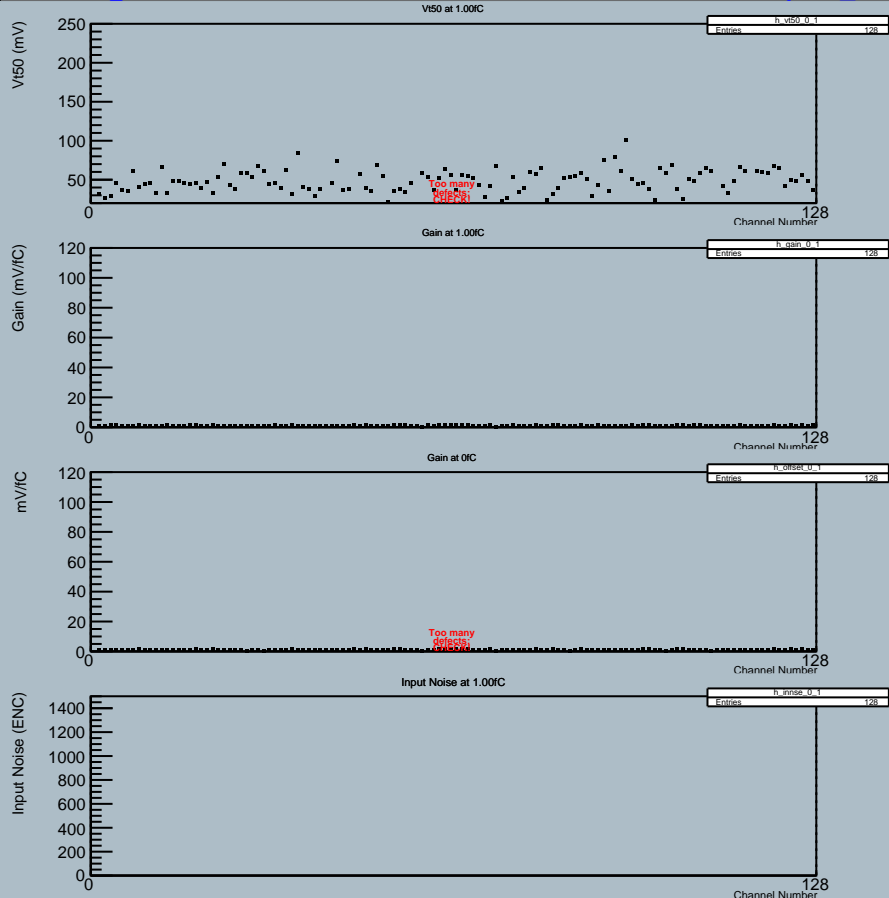 Vt50 at 1.00fC
h_vt50_0_1
Entries 128
Vt50 (mV)
250
200
150
100
50
Too many
defects:
CHECK!
0
128
Channel Number
Gain at 1.00fC
h_gain_0_1
Entries 128
Gain (mV/fC)
120
100
80
60
40
20
0
0
128
Channel Number
Gain at 0fC
h_offset_0_1
Entries 128
mV/fC
120
100
80
60
40
20
Too many
defects:
CHECK!
0
0
128
Channel Number
Input Noise at 1.00fC
h_innse_0_1
Entries 128
Input Noise (ENC)
1400
1200
1000
800
600
400
200
0
0
128
Channel Number